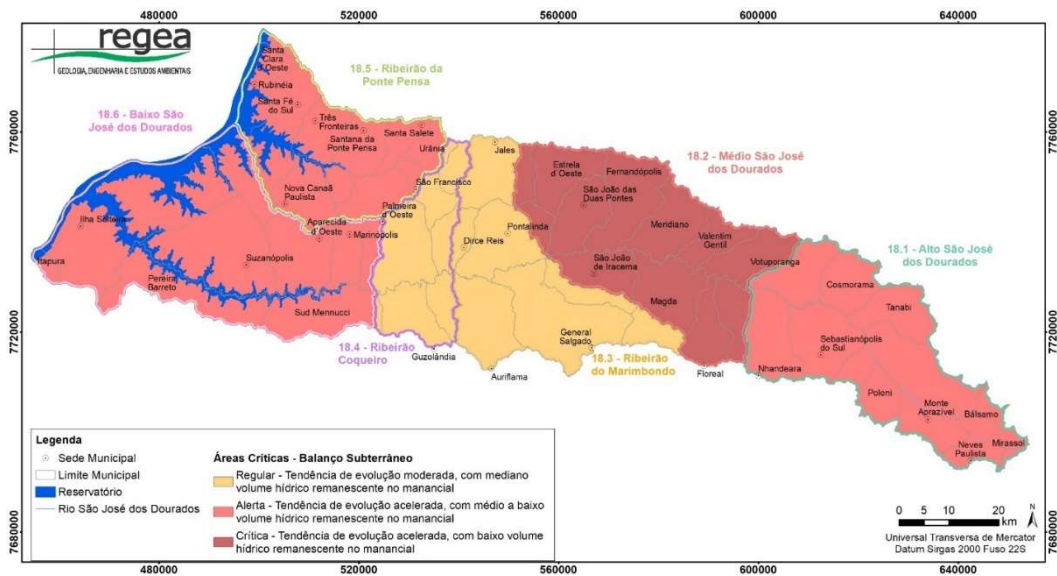 480000 520000 560000 600000 640000
regea
GEOLOGIA, ENGENHARIA E ESTUDOS AMBIENTAIS
7760000
7720000
7680000
7760000
7720000
7680000
18.5 - Ribeirão da
Ponte Pensa
18.6 - Baixo São
José dos Dourados
18.2 - Médio São José
dos Dourados
18.1 - Alto São José
dos Dourados
18.4 - Ribeirão
Coqueiro
18.3 - Ribeirão
do Marimbondo
Santa
Clara
d´Oeste
Rubinéia
Santa Fé
do Sul
Três
Fronteiras
Santana da
Ponte Pensa
Santa Salete
Urânia
Jales
São Francisco
Nova Canaã
Paulista
Palmeira
d´Oeste
Aparecida
d´Oeste
Marinópolis
Ilha Solteira
Itapura
Suzanópolis
Pereira
Barreto
Sud Mennucci
Dirce Reis
Pontalinda
Estrela
d´Oeste
Fernandópolis
São João das
Duas Pontes
Meridiano
Valentim
Gentil
São João
de Iracema
Magda
Votuporanga
Cosmorama
Tanabi
Sebastianópolis
do Sul
General
Salgado
Guzolândia
Auriflama
Floreal
Nhandeara
Poloni
Monte
Aprazível
Bálsamo
Neves
Paulista
Mirassol
Legenda
Sede Municipal
Limite Municipal
Reservatório
Rio São José dos Dourados
Áreas Críticas - Balanço Subterrâneo
Regular - Tendência de evolução moderada, com mediano
volume hídrico remanescente no manancial
Alerta - Tendência de evolução acelerada, com médio a baixo
volume hídrico remanescente no manancial
Crítica - Tendência de evolução acelerada, com baixo volume
hídrico remanescente no manancial
0 5 10 20
km
N
Universal Transversa de Mercator
Datum Sirgas 2000 Fuso 22S
480000 520000 560000 600000 640000